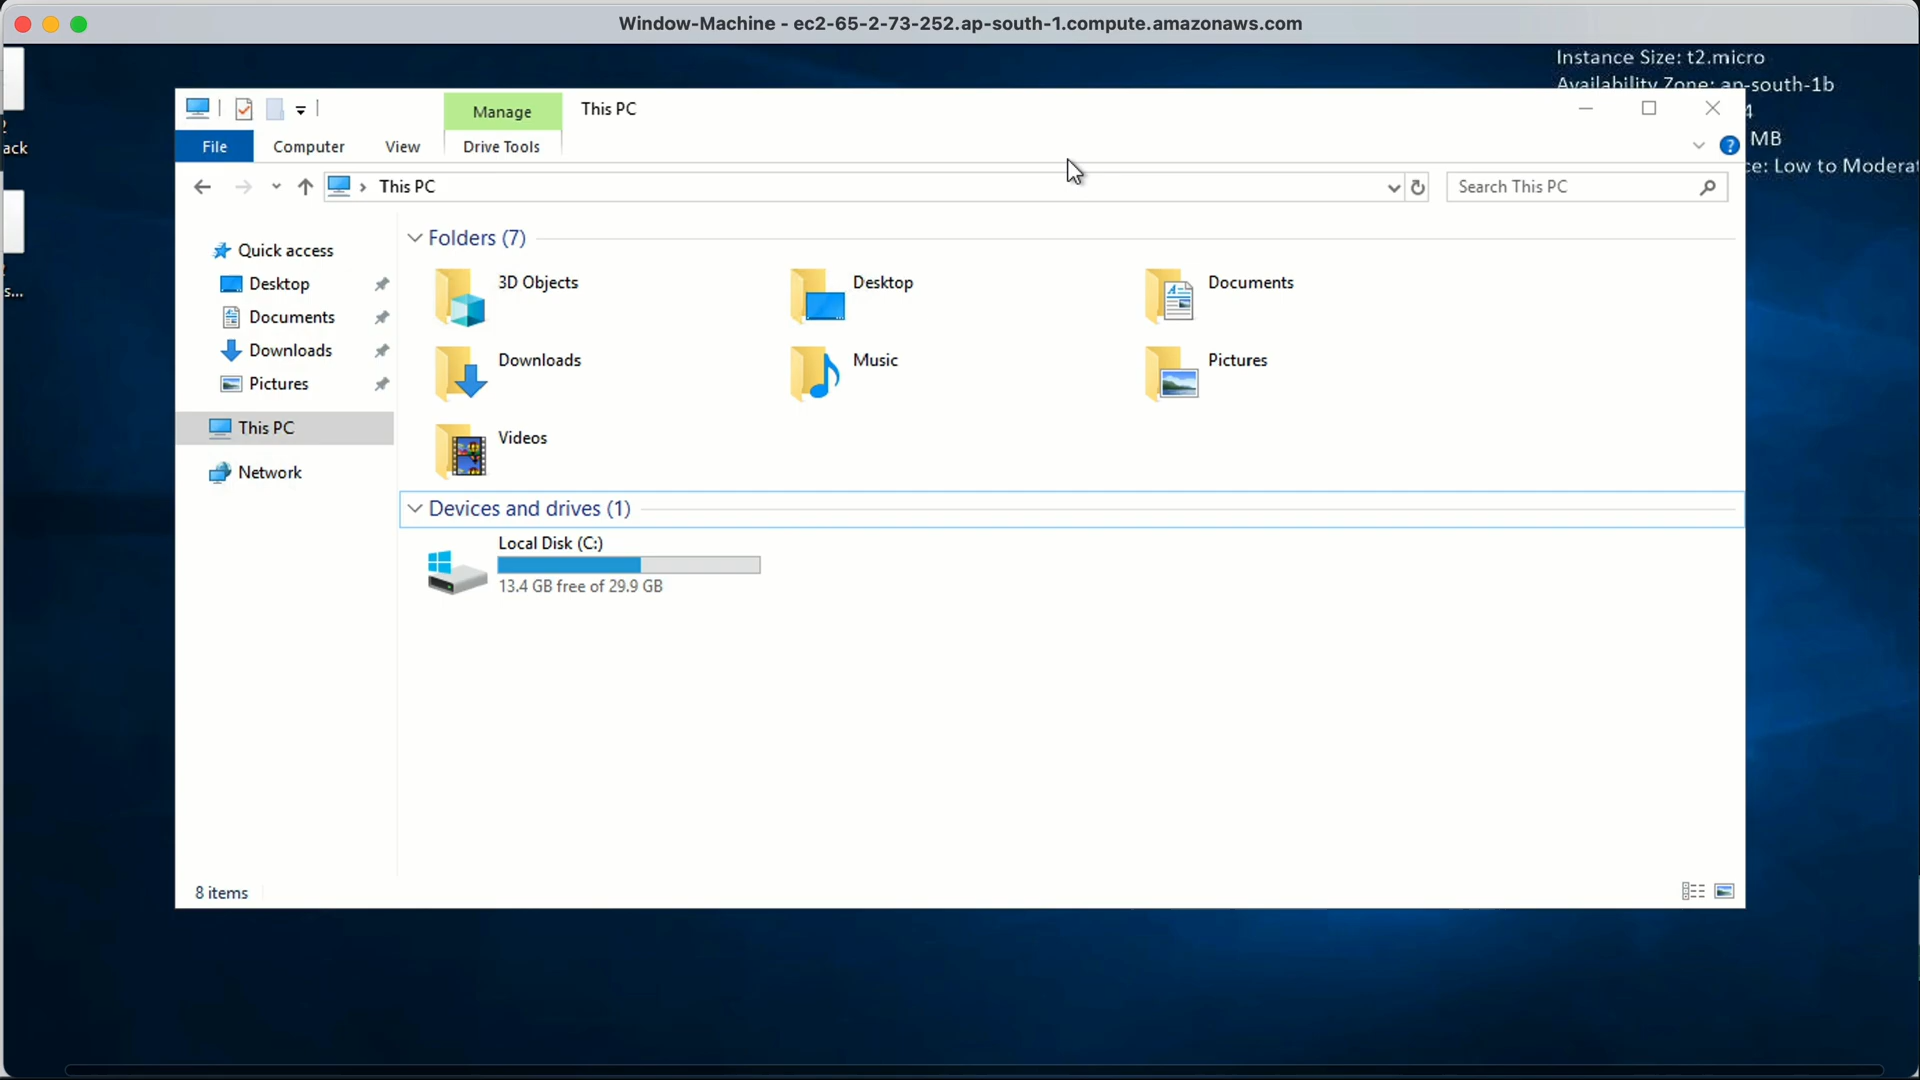 Window-Machine - ec2-65-2-73-252.ap-south-1.compute.amazonaws.com
Instance Size: t2.micro
Availability Zone: ap-south-1b
4
MB
ce: Low to Moderat
ack
s...
Manage
This PC
File
Computer
View
Drive Tools
This PC
Search This PC
Quick access
Desktop
Documents
Downloads
Pictures
This PC
Network
Folders (7)
3D Objects
Desktop
Documents
Downloads
Music
Pictures
Videos
Devices and drives (1)
Local Disk (C:)
13.4 GB free of 29.9 GB
8 items